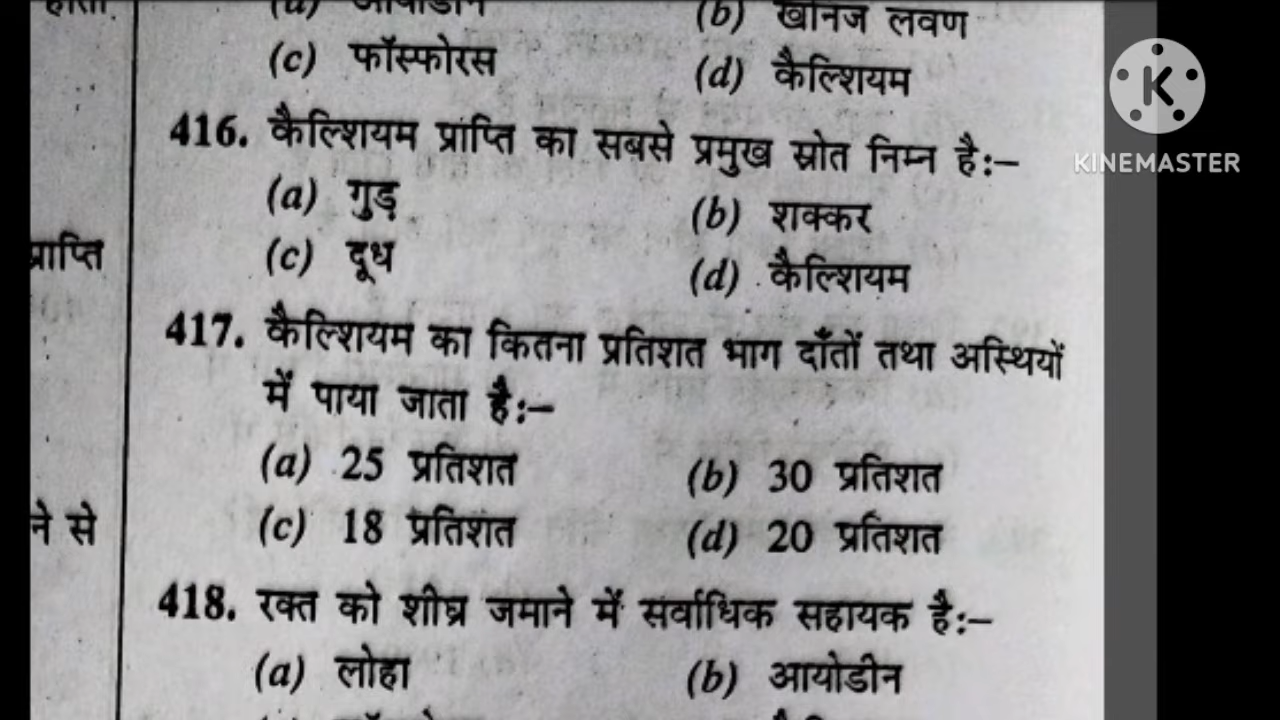 (b) खनिज लवण
(c) फॉस्फोरस (d) कैल्शियम
416. कैल्शियम प्राप्ति का सबसे प्रमुख स्रोत निम्न है:–
(a) गुड़ (b) शक्कर
प्राप्ति
(c) दूध (d) कैल्शियम
417. कैल्शियम का कितना प्रतिशत भाग दाँतों तथा अस्थियों
में पाया जाता है:–
(a) 25 प्रतिशत (b) 30 प्रतिशत
ने से
(c) 18 प्रतिशत (d) 20 प्रतिशत
418. रक्त को शीघ्र जमाने में सर्वाधिक सहायक है:–
(a) लोहा (b) आयोडीन
K
KINEMASTER